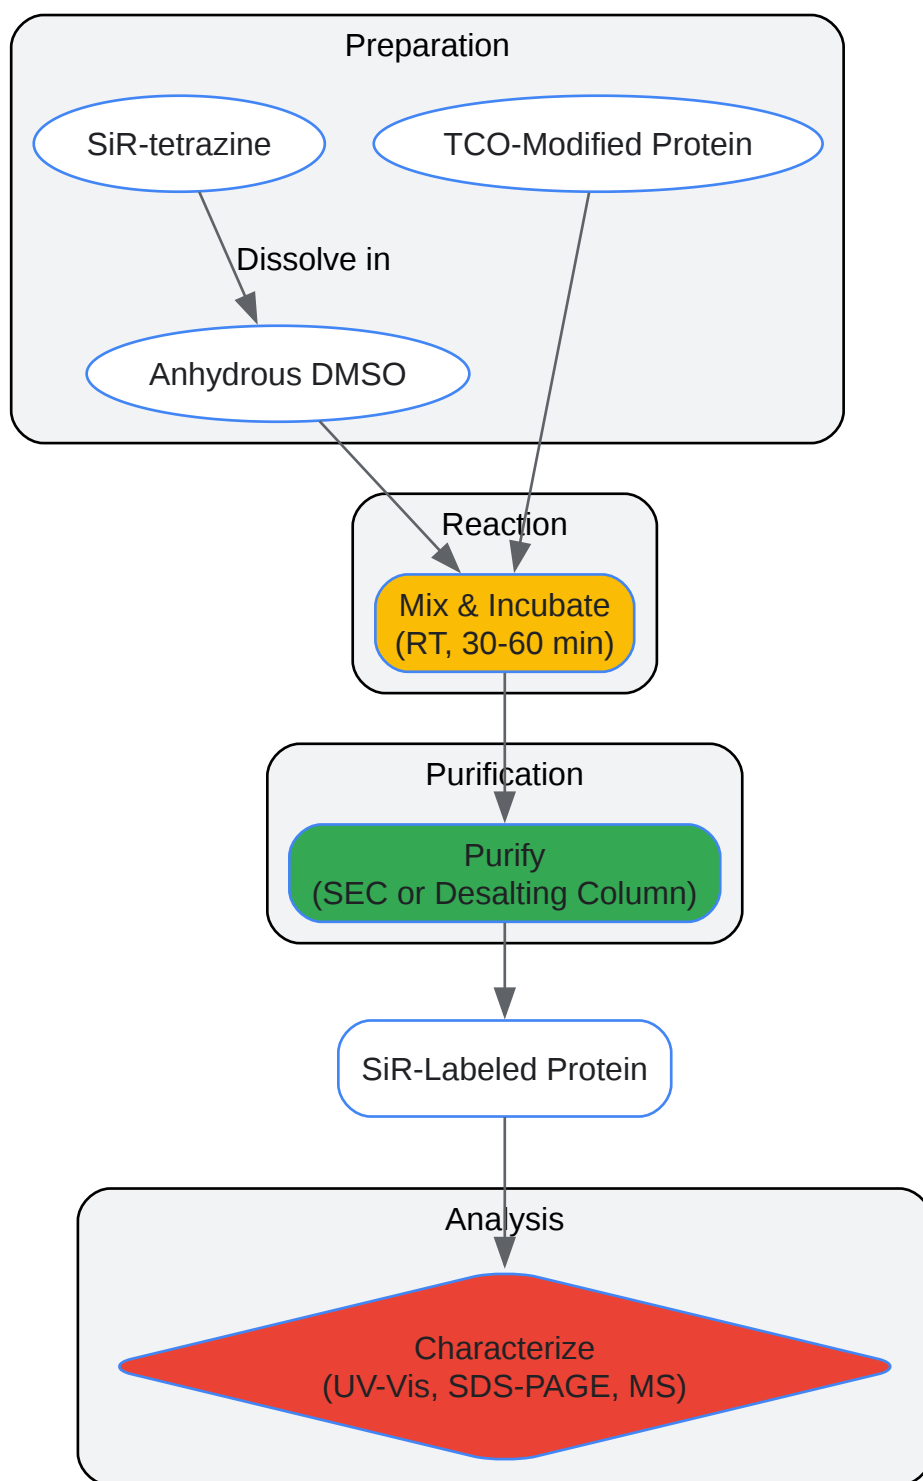 Preparation
SiR-tetrazine
TCO-Modified Protein
Dissolve in
Anhydrous DMSO
Reaction
Mix & Incubate
(RT, 30-60 min)
Purification
Purify
(SEC or Desalting Column)
SiR-Labeled Protein
Analysis
Characterize
(UV-Vis, SDS-PAGE, MS)